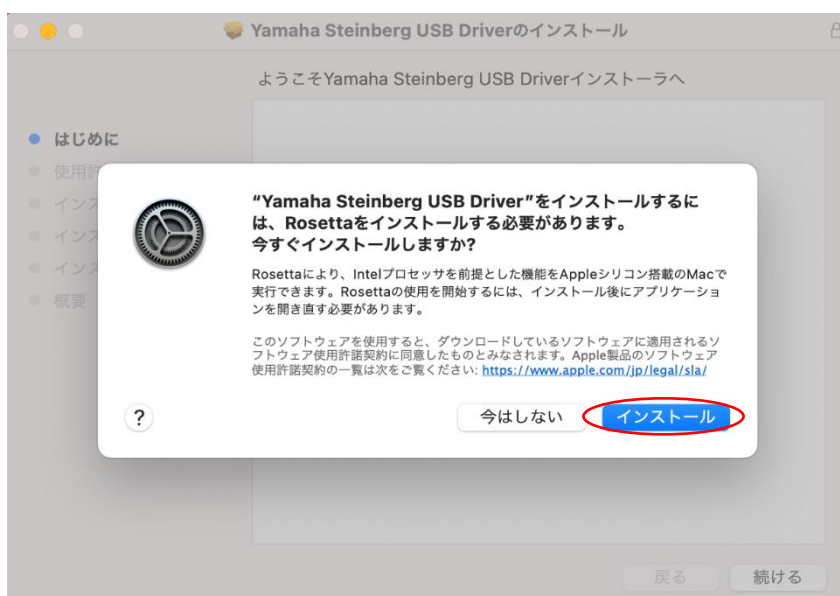 Yamaha Steinberg USB Driverのインストール
ようこそYamaha Steinberg USB Driverインストーラへ
はじめに
使用許
インス
インス
インス
概要
“Yamaha Steinberg USB Driver”をインストールするに
は、Rosettaをインストールする必要があります。
今すぐインストールしますか?
Rosettaにより、Intelプロセッサを前提とした機能をAppleシリコン搭載のMacで
実行できます。Rosettaの使用を開始するには、インストール後にアプリケーショ
ンを開き直す必要があります。
このソフトウェアを使用すると、ダウンロードしているソフトウェアに適用されるソ
フトウェア使用許諾契約に同意したものとみなされます。Apple製品のソフトウェア
使用許諾契約の一覧は次をご覧ください: https://www.apple.com/jp/legal/sla/
? 今はしない インストール
戻る 続ける